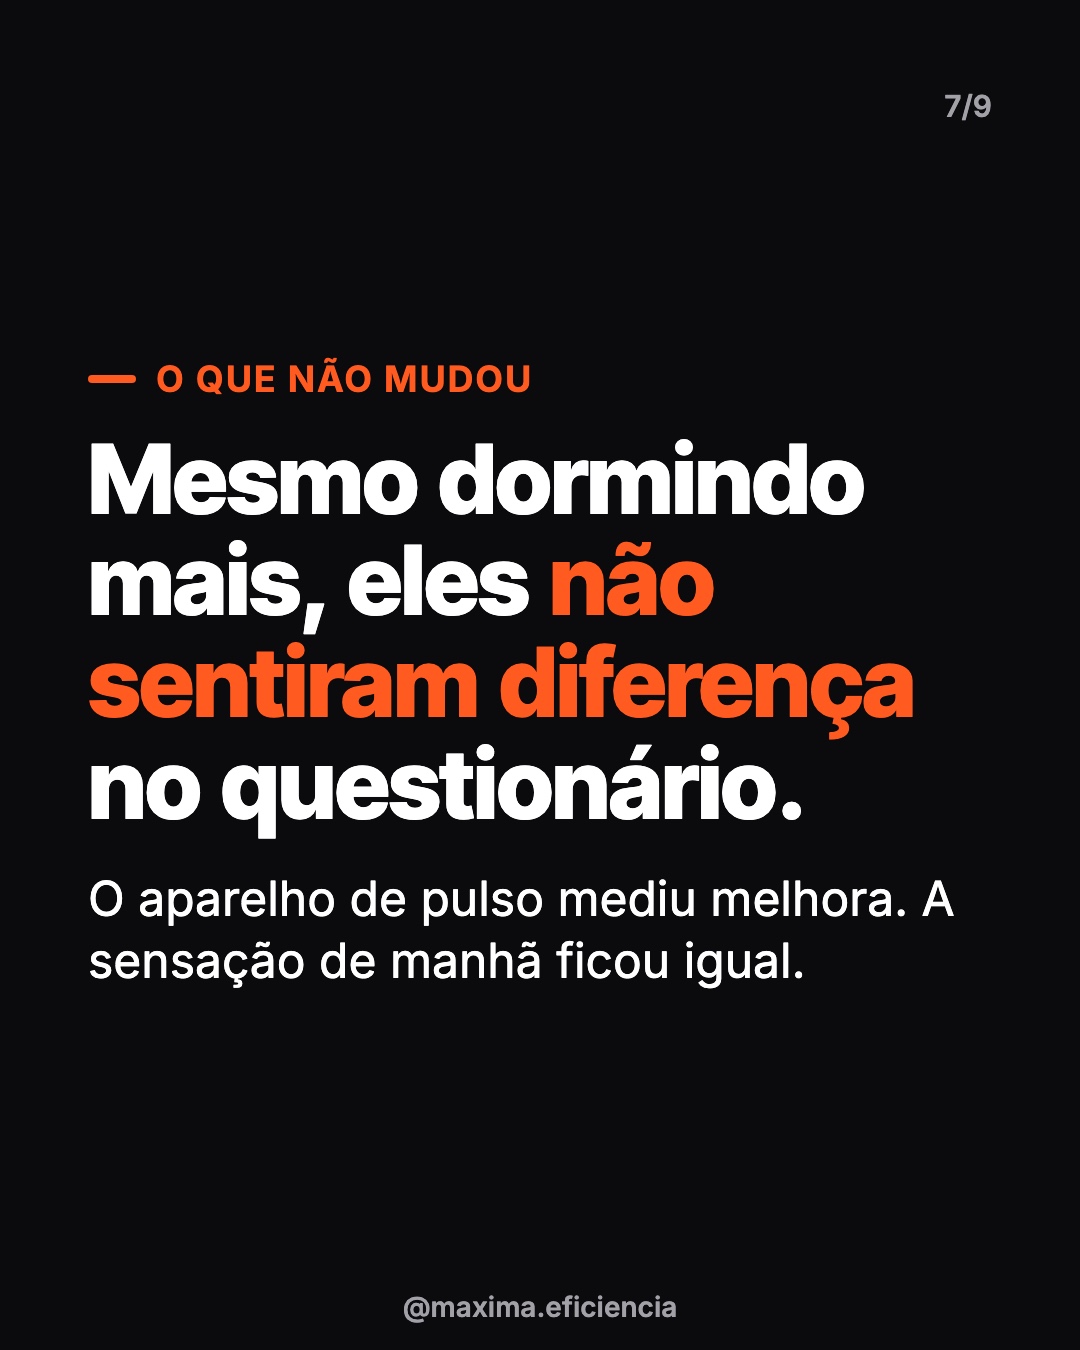 7/9
O QUE NÃO MUDOU
Mesmo dormindo
mais, eles não
sentiram diferença
no questionário.
O aparelho de pulso mediu melhora. A
sensação de manhã ficou igual.
@maxima.eficiencia